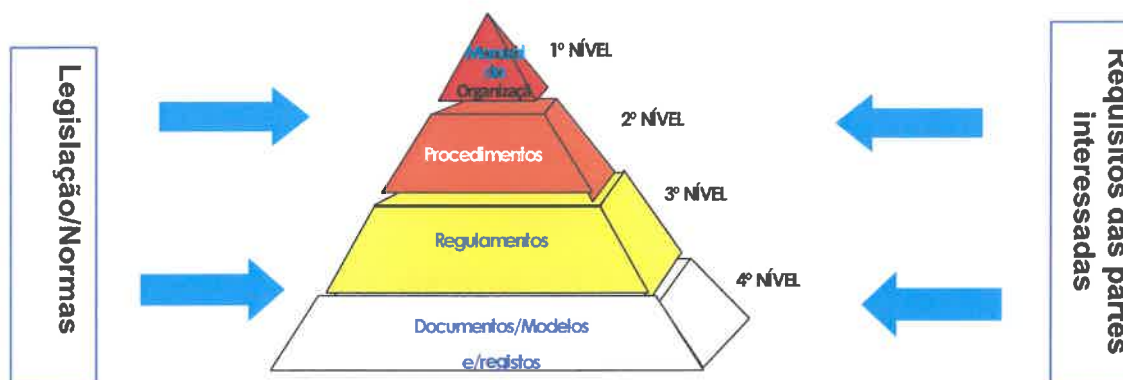 Legislação/Normas
Manual
da
Organizaçã
1º NÍVEL
2º NÍVEL
Procedimentos
3º NÍVEL
Regulamentos
4º NÍVEL
Documentos/Modelos
e/registos
Requisitos das partes
interessadas